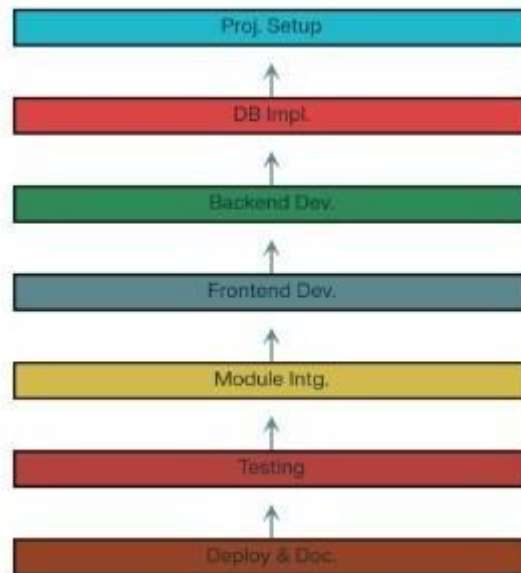 Proj. Setup
DB Impl.
Backend Dev.
Frontend Dev.
Module Intg.
Testing
Deploy & Doc.